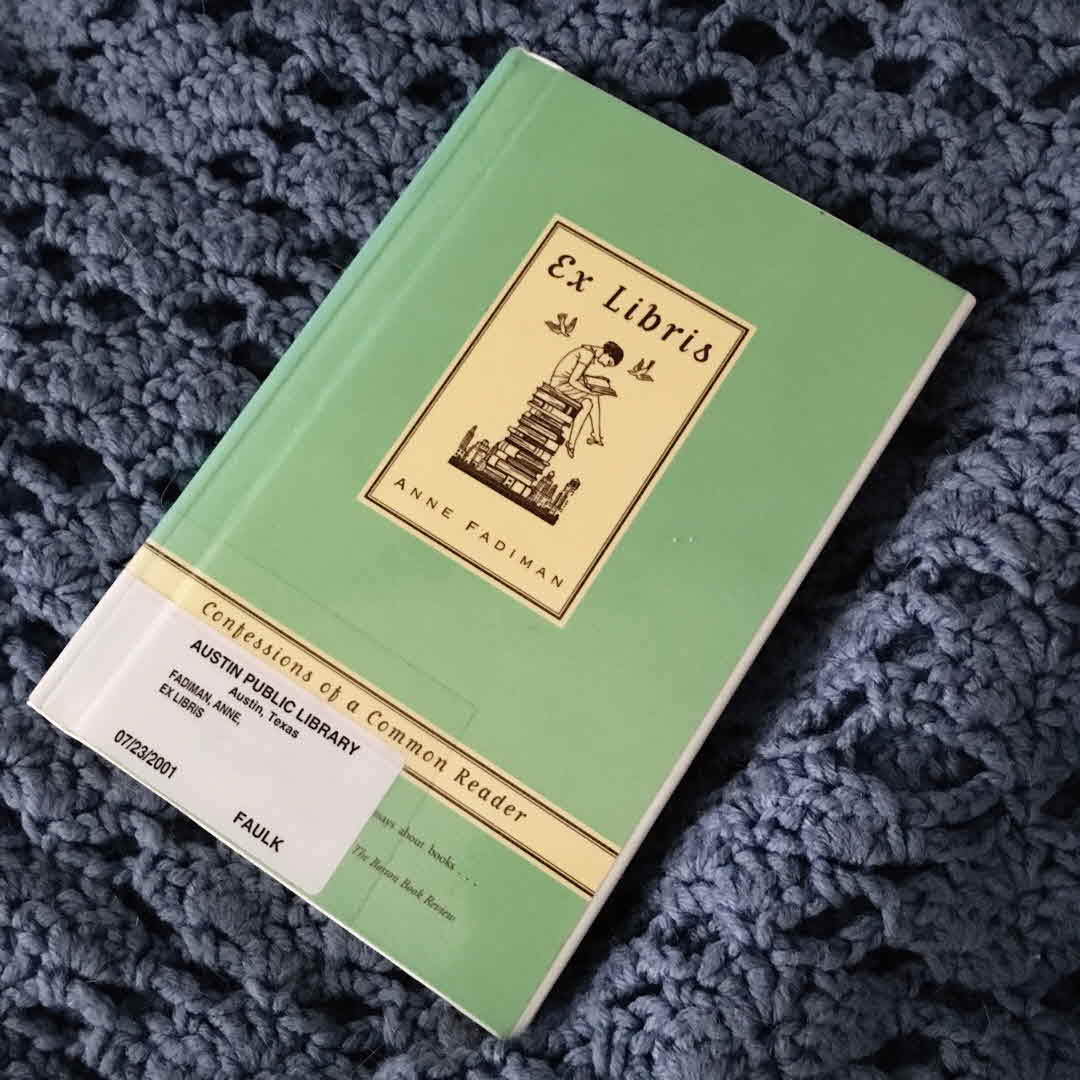 Ex Libris
ANNE FADIMAN
Confessions of a Common Reader
AUSTIN PUBLIC LIBRARY
Austin, Texas
FADIMAN, ANNE,
EX LIBRIS
07/23/2001
FAULK
about books . . .
The Boston Book Review